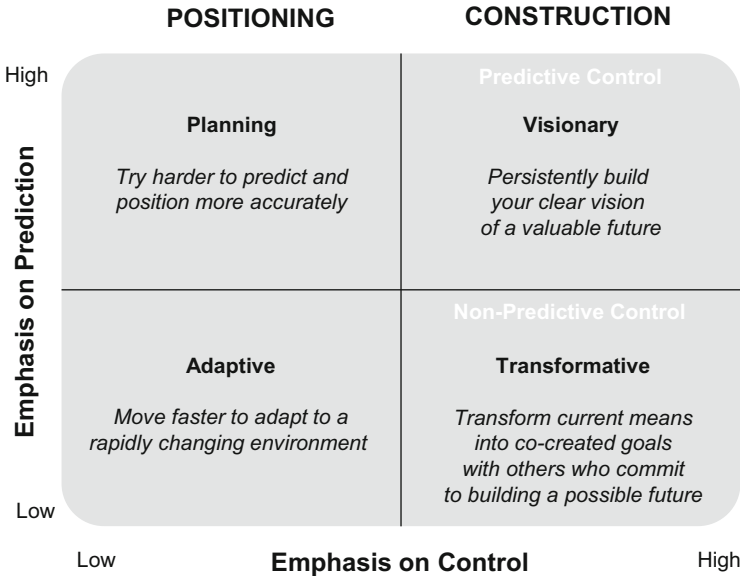 POSITIONING
CONSTRUCTION
High
Predictive Control
Planning
Try harder to predict and
position more accurately
Visionary
Persistently build
your clear vision
of a valuable future
Emphasis on Prediction
Non-Predictive Control
Adaptive
Move faster to adapt to a
rapidly changing environment
Transformative
Transform current means
into co-created goals
with others who commit
to building a possible future
Low
Low
Emphasis on Control
High